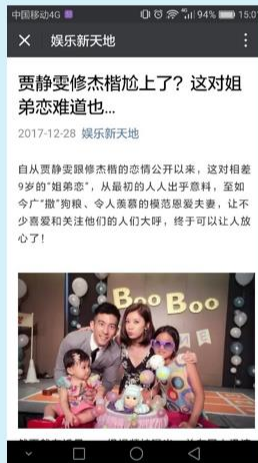 中国移动4G 94% 15:0
娱乐新天地
贾静雯修杰楷尬上了？这对姐
弟恋难道也...
2017-12-28 娱乐新天地
自从贾静雯跟修杰楷的恋情公开以来，这对相差
9岁的“姐弟恋”，从最初的人人出乎意料，至如
今广“撒”狗粮、令人羡慕的模范恩爱夫妻，让不
少喜爱和关注他们的人们大呼，终于可以让人放
心了！
BOO BOO